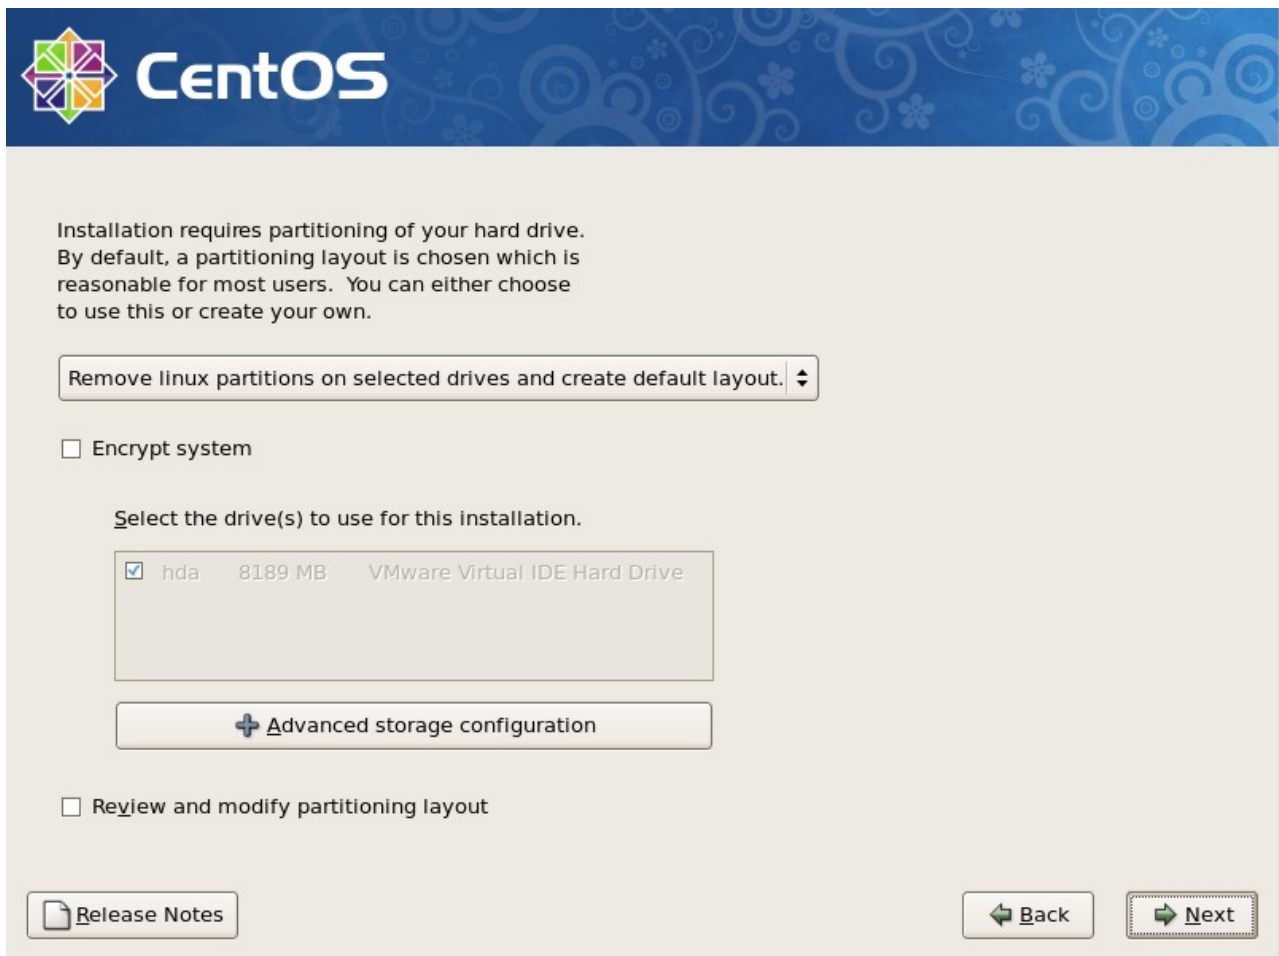 CentOS
Installation requires partitioning of your hard drive.
By default, a partitioning layout is chosen which is
reasonable for most users.  You can either choose
to use this or create your own.
Remove linux partitions on selected drives and create default layout.
Encrypt system
Select the drive(s) to use for this installation.
hda 8189 MB VMware Virtual IDE Hard Drive
Advanced storage configuration
Review and modify partitioning layout
Release Notes Back Next